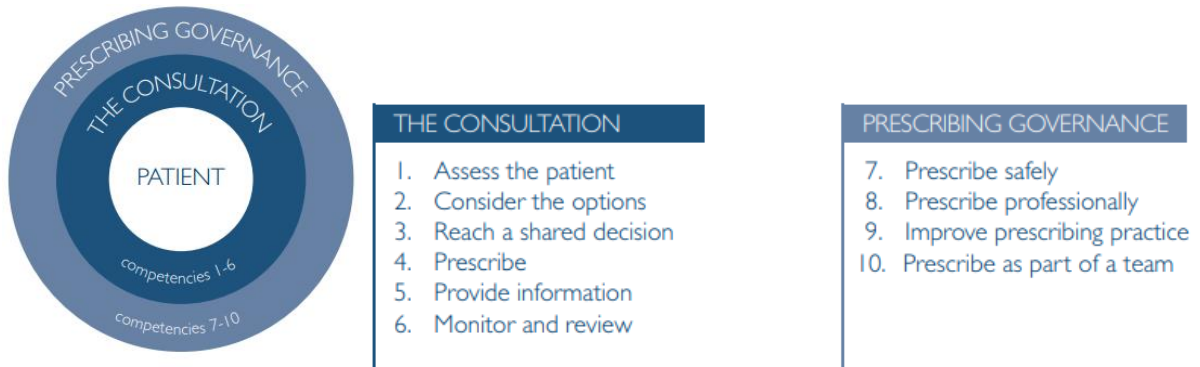 PRESCRIBING GOVERNANCE
THE CONSULTATION
PATIENT
competencies 1-6
competencies 7-10
THE CONSULTATION
1. Assess the patient
2. Consider the options
3. Reach a shared decision
4. Prescribe
5. Provide information
6. Monitor and review
PRESCRIBING GOVERNANCE
7. Prescribe safely
8. Prescribe professionally
9. Improve prescribing practice
10. Prescribe as part of a team